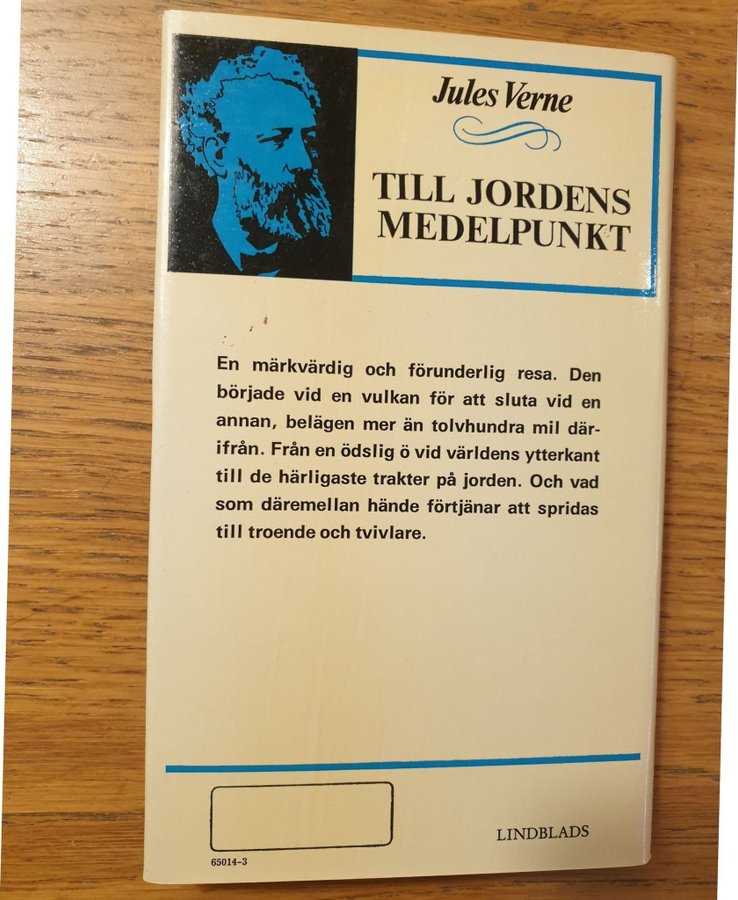 Jules Verne
TILL JORDENS
MEDELPUNKT
En märkvärdig och förunderlig resa. Den
började vid en vulkan för att sluta vid en
annan, belägen mer än tolvhundra mil där-
ifrån. Från en ödslig ö vid världens ytterkant
till de härligaste trakter på jorden. Och vad
som däremellan hände förtjänar att spridas
till troende och tvivlare.
65014-3
LINDBLADS